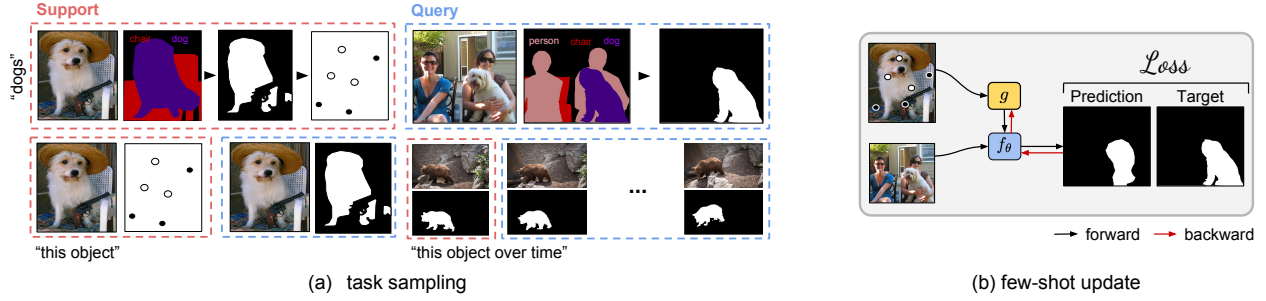 Support
Query
"dogs"
chair dog
person chair dog
"this object"
"this object over time"
...
(a) task sampling
Loss
Prediction Target
g
fθ
forward backward
(b) few-shot update